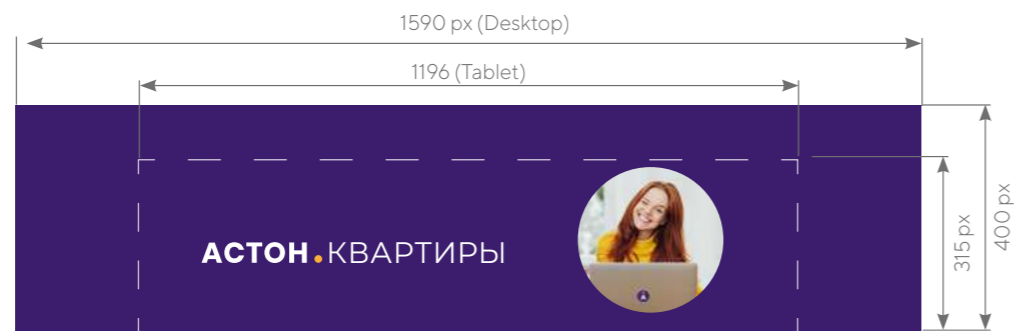 1590 px (Desktop)
1196 (Tablet)
АСТОН.КВАРТИРЫ
315 px
400 px